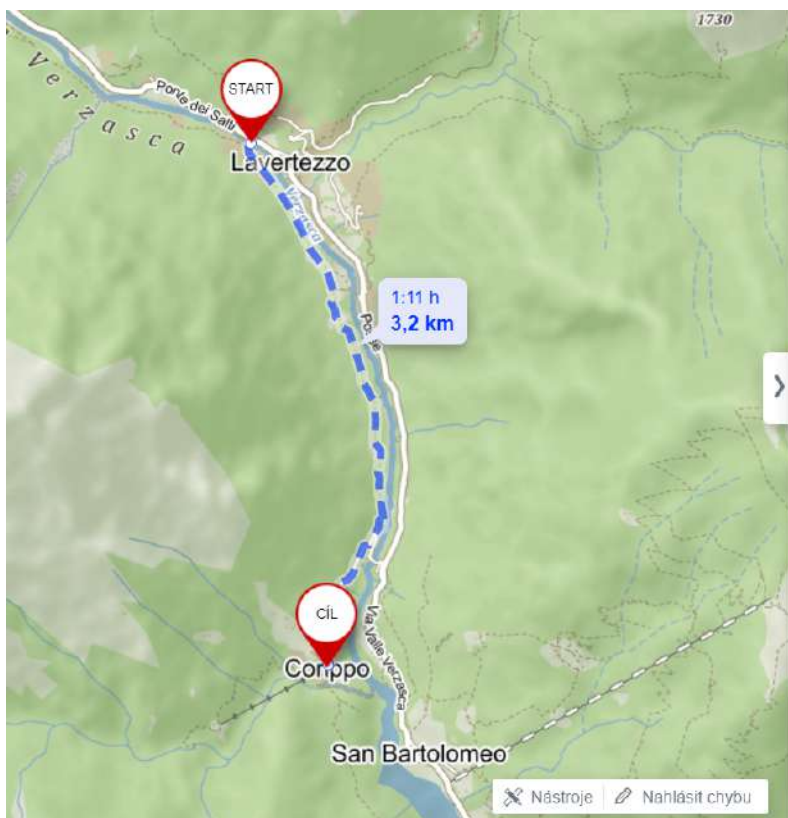 1730
Verzasca
START
Ponte dei Salti
Lavertezzo
Verzasca
1:11 h
3,2 km
CÍL
Corippo
Via Valle Verzasca
San Bartolomeo
Nástroje
Nahlásit chybu